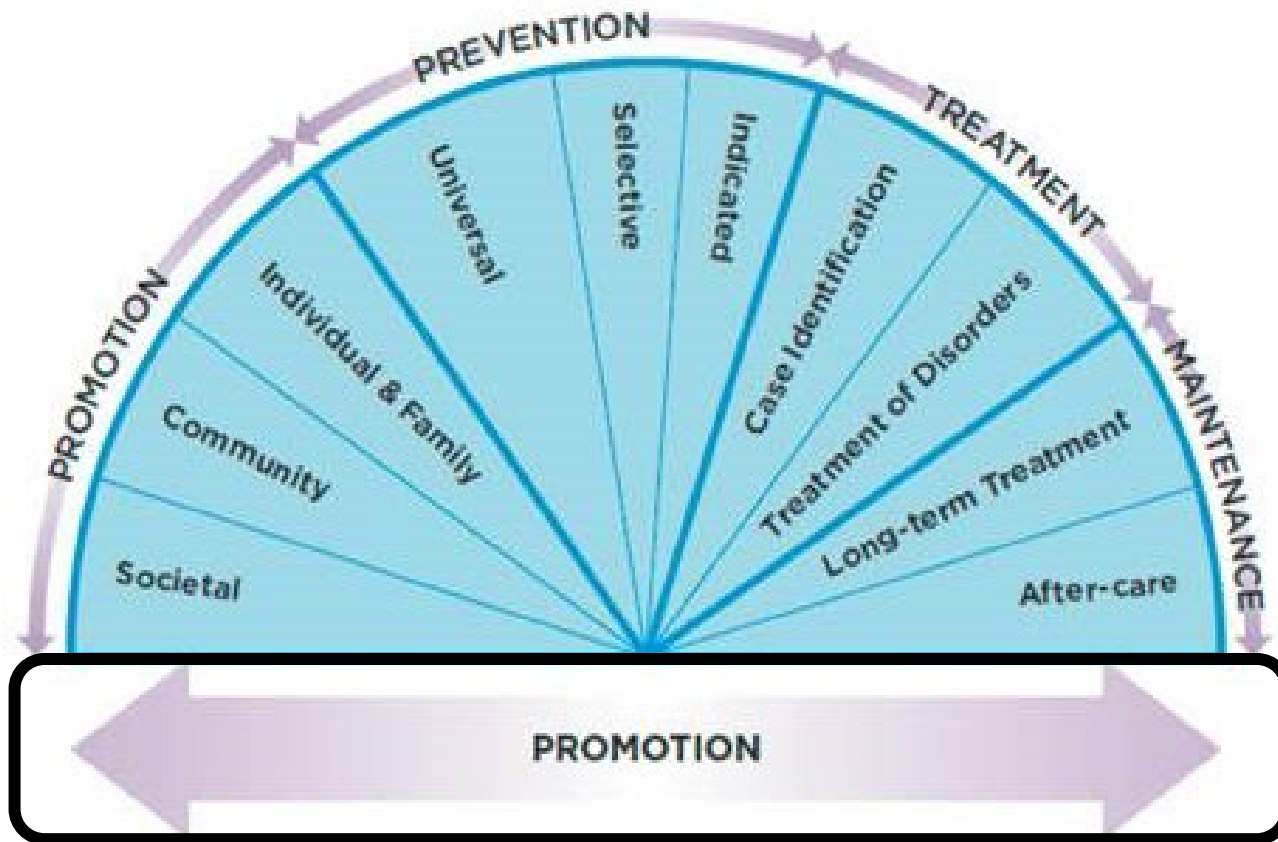 PROMOTION
PREVENTION
TREATMENT
MAINTENANCE
Societal
Community
Individual & Family
Universal
Selective
Indicated
Case Identification
Treatment of Disorders
Long-term Treatment
After-care
PROMOTION